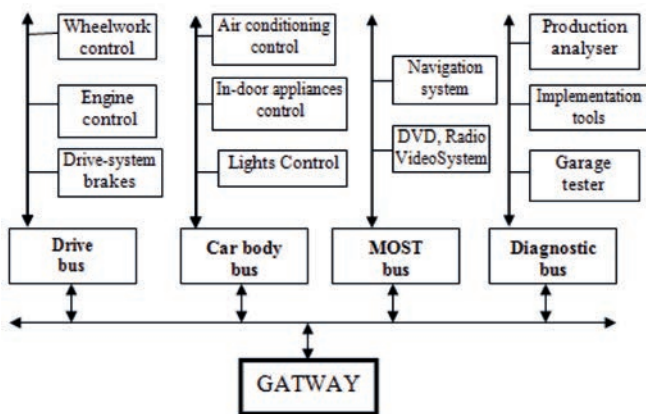 Wheelwork
control
Engine
control
Drive-system
brakes
Drive
bus
Air conditioning
control
In-door appliances
control
Lights Control
Car body
bus
Navigation
system
DVD, Radio
VideoSystem
MOST
bus
Production
analyser
Implementation
tools
Garage
tester
Diagnostic
bus
GATWAY